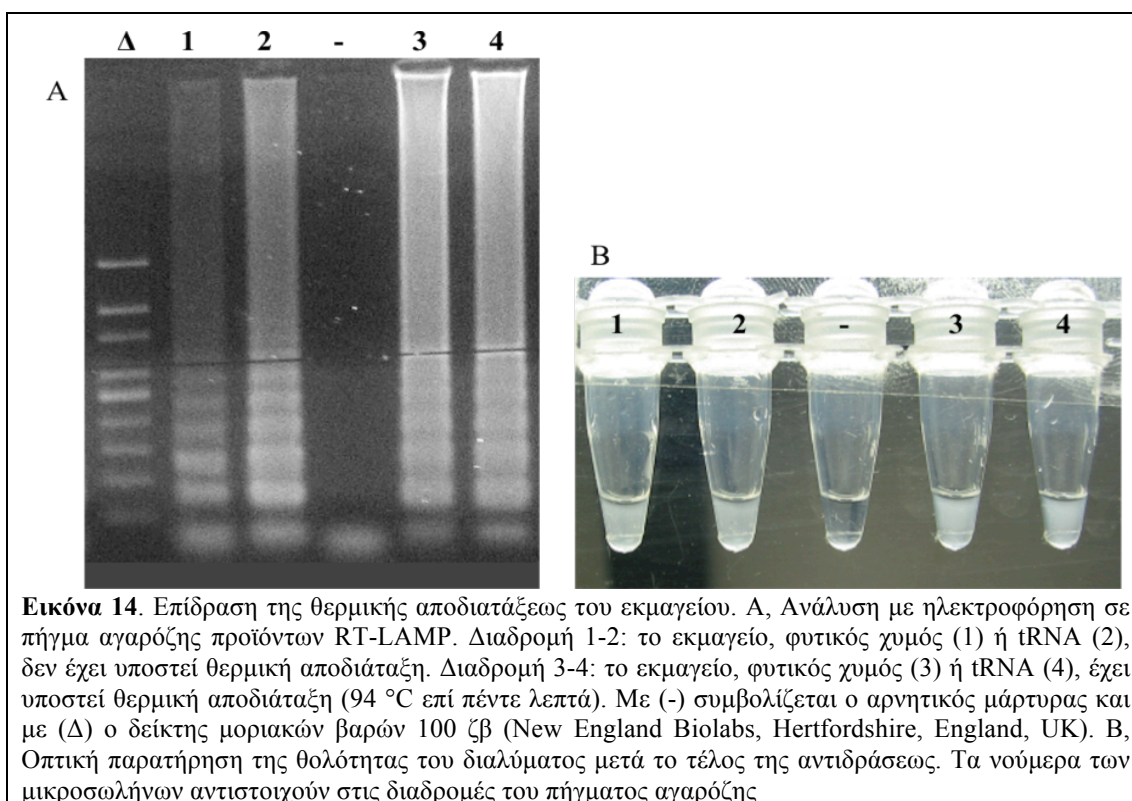 Δ 1 2 - 3 4
A
B
1 2 - 3 4
Εικόνα 14. Επίδραση της θερμικής αποδιατάξεως του εκμαγείου. Α, Ανάλυση με ηλεκτροφόρηση σε
πήγμα αγαρόζης προϊόντων RT-LAMP. Διαδρομή 1-2: το εκμαγείο, φυτικός χυμός (1) ή tRNA (2),
δεν έχει υποστεί θερμική αποδιάταξη. Διαδρομή 3-4: το εκμαγείο, φυτικός χυμός (3) ή tRNA (4), έχει
υποστεί θερμική αποδιάταξη (94 °C επί πέντε λεπτά). Με (-) συμβολίζεται ο αρνητικός μάρτυρας και
με (Δ) ο δείκτης μοριακών βαρών 100 ζβ (New England Biolabs, Hertfordshire, England, UK). Β,
Οπτική παρατήρηση της θολότητας του διαλύματος μετά το τέλος της αντιδράσεως. Τα νούμερα των
μικροσωλήνων αντιστοιχούν στις διαδρομές του πήγματος αγαρόζης